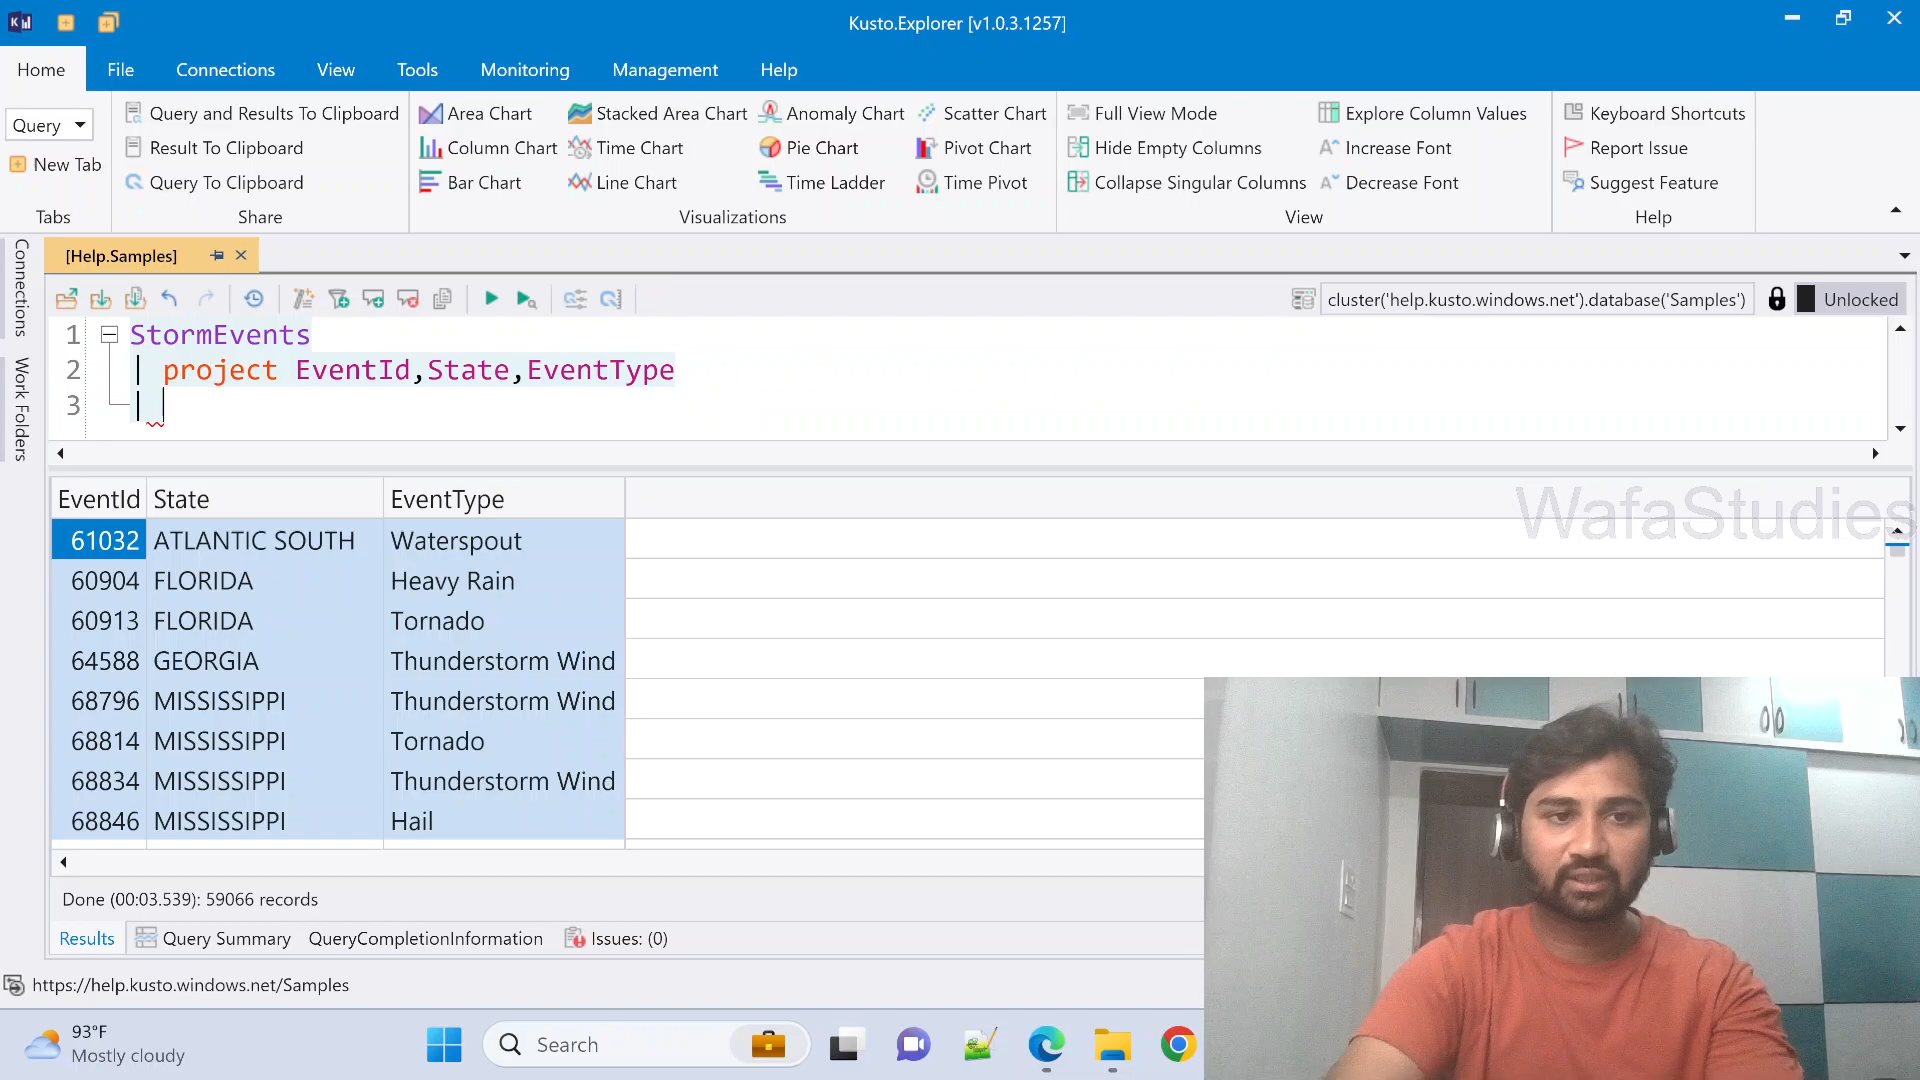 Kusto.Explorer [v1.0.3.1257]
Home File Connections View Tools Monitoring Management Help
Query
New Tab
Tabs
Query and Results To Clipboard
Result To Clipboard
Query To Clipboard
Share
Area Chart Stacked Area Chart Anomaly Chart Scatter Chart
Column Chart Time Chart Pie Chart Pivot Chart
Bar Chart Line Chart Time Ladder Time Pivot
Visualizations
Full View Mode Explore Column Values
Hide Empty Columns Increase Font
Collapse Singular Columns Decrease Font
View
Keyboard Shortcuts
Report Issue
Suggest Feature
Help
Connections
Work Folders
[Help.Samples]
cluster('help.kusto.windows.net').database('Samples') Unlocked
1 StormEvents
2 | project EventId,State,EventType
3 |
WafaStudies
EventId State EventType
61032 ATLANTIC SOUTH Waterspout
60904 FLORIDA Heavy Rain
60913 FLORIDA Tornado
64588 GEORGIA Thunderstorm Wind
68796 MISSISSIPPI Thunderstorm Wind
68814 MISSISSIPPI Tornado
68834 MISSISSIPPI Thunderstorm Wind
68846 MISSISSIPPI Hail
Done (00:03.539): 59066 records
Results Query Summary QueryCompletionInformation Issues: (0)
https://help.kusto.windows.net/Samples
93°F
Mostly cloudy
Search